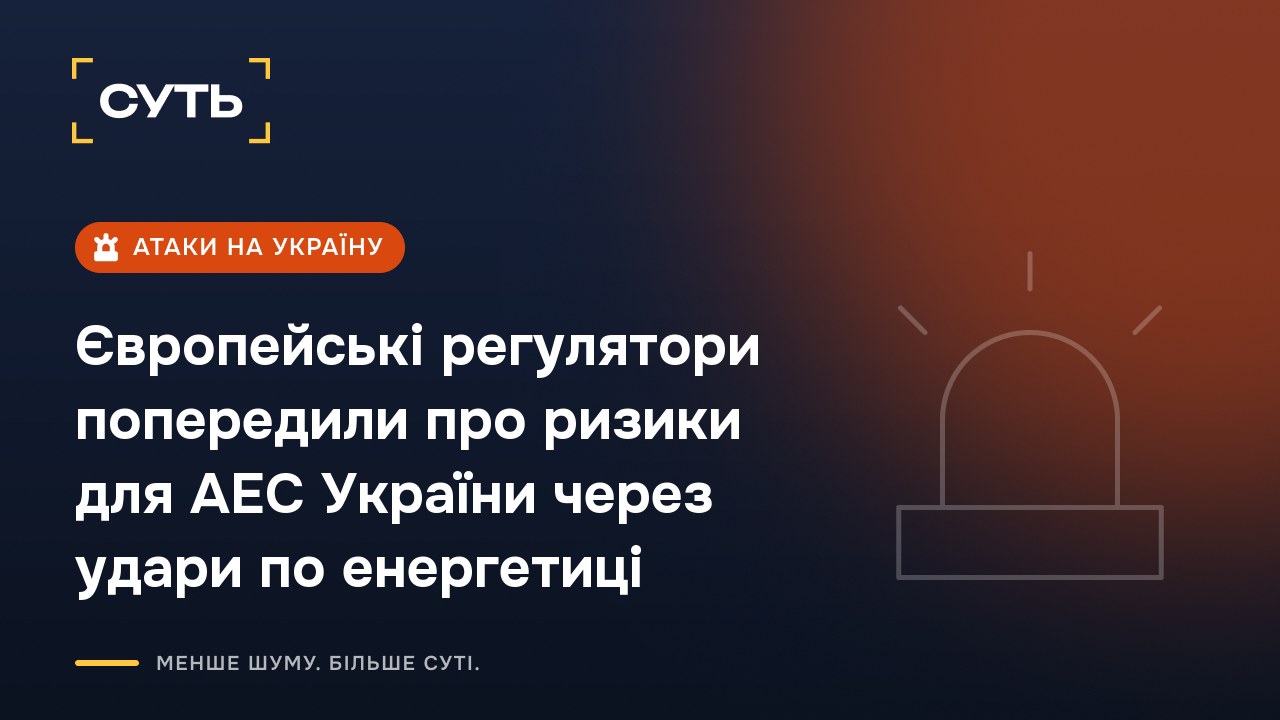 СУТЬ
АТАКИ НА УКРАЇНУ
Європейські регулятори
попередили про ризики
для АЕС України через
удари по енергетиці
МЕНШЕ ШУМУ. БІЛЬШЕ СУТІ.